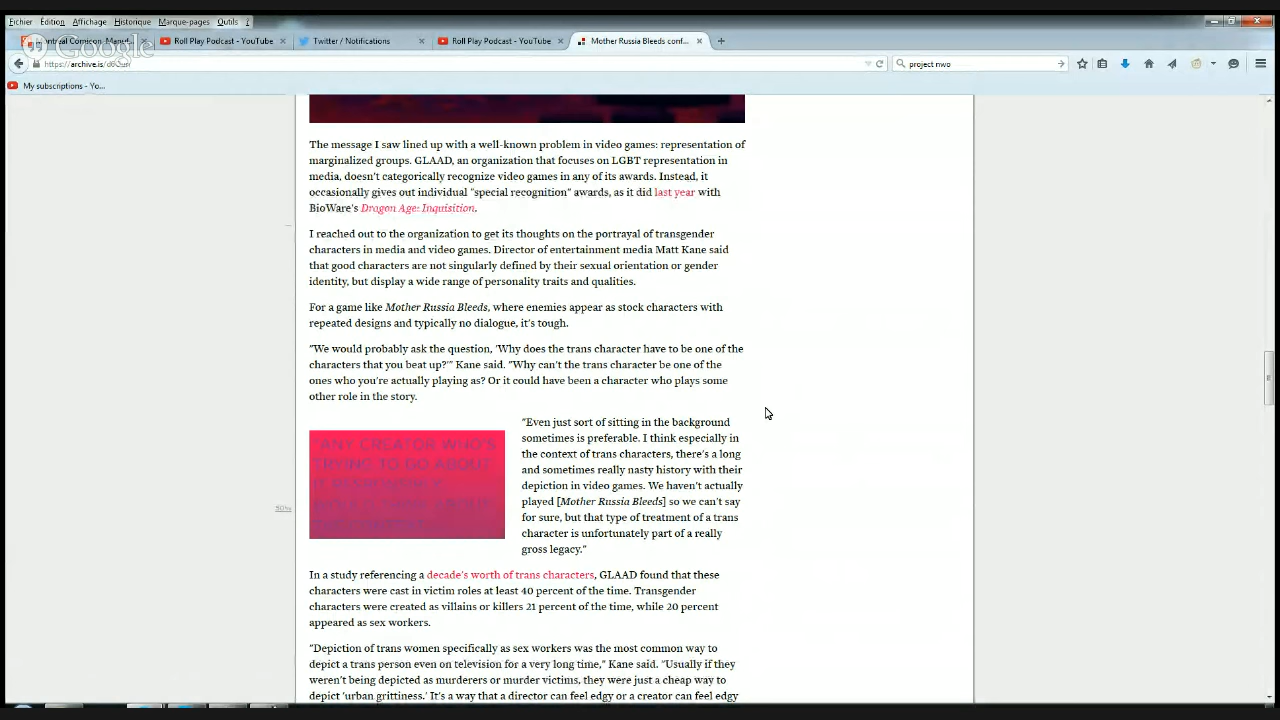 Fichier Édition Affichage Historique Marque-pages Outils ?
Roll Play Podcast - YouTube × Twitter / Notifications × Roll Play Podcast - YouTube × Mother Russia Bleeds conf... × +
Google
https://archive.is/
project nwo
My subscriptions - Yo...
The message I saw lined up with a well-known problem in video games: representation of
marginalized groups. GLAAD, an organization that focuses on LGBT representation in
media, doesn't categorically recognize video games in any of its awards. Instead, it
occasionally gives out individual "special recognition" awards, as it did last year with
BioWare's Dragon Age: Inquisition.
I reached out to the organization to get its thoughts on the portrayal of transgender
characters in media and video games. Director of entertainment media Matt Kane said
that good characters are not singularly defined by their sexual orientation or gender
identity, but display a wide range of personality traits and qualities.
For a game like Mother Russia Bleeds, where enemies appear as stock characters with
repeated designs and typically no dialogue, it's tough.
"We would probably ask the question, 'Why does the trans character have to be one of the
characters that you beat up?'" Kane said. "Why can't the trans character be one of the
ones who you're actually playing as? Or it could have been a character who plays some
other role in the story.
"ANY CREATOR WHO'S
TRYING TO GO ABOUT
"Even just sort of sitting in the background
sometimes is preferable. I think especially in
the context of trans characters, there's a long
and sometimes really nasty history with their
depiction in video games. We haven't actually
played [Mother Russia Bleeds] so we can't say
for sure, but that type of treatment of a trans
character is unfortunately part of a really
gross legacy."
50%
In a study referencing a decade's worth of trans characters, GLAAD found that these
characters were cast in victim roles at least 40 percent of the time. Transgender
characters were created as villains or killers 21 percent of the time, while 20 percent
appeared as sex workers.
"Depiction of trans women specifically as sex workers was the most common way to
depict a trans person even on television for a very long time," Kane said. "Usually if they
weren't being depicted as murderers or murder victims, they were just a cheap way to
depict 'urban grittiness.' It's a way that a director can feel edgy or a creator can feel edgy